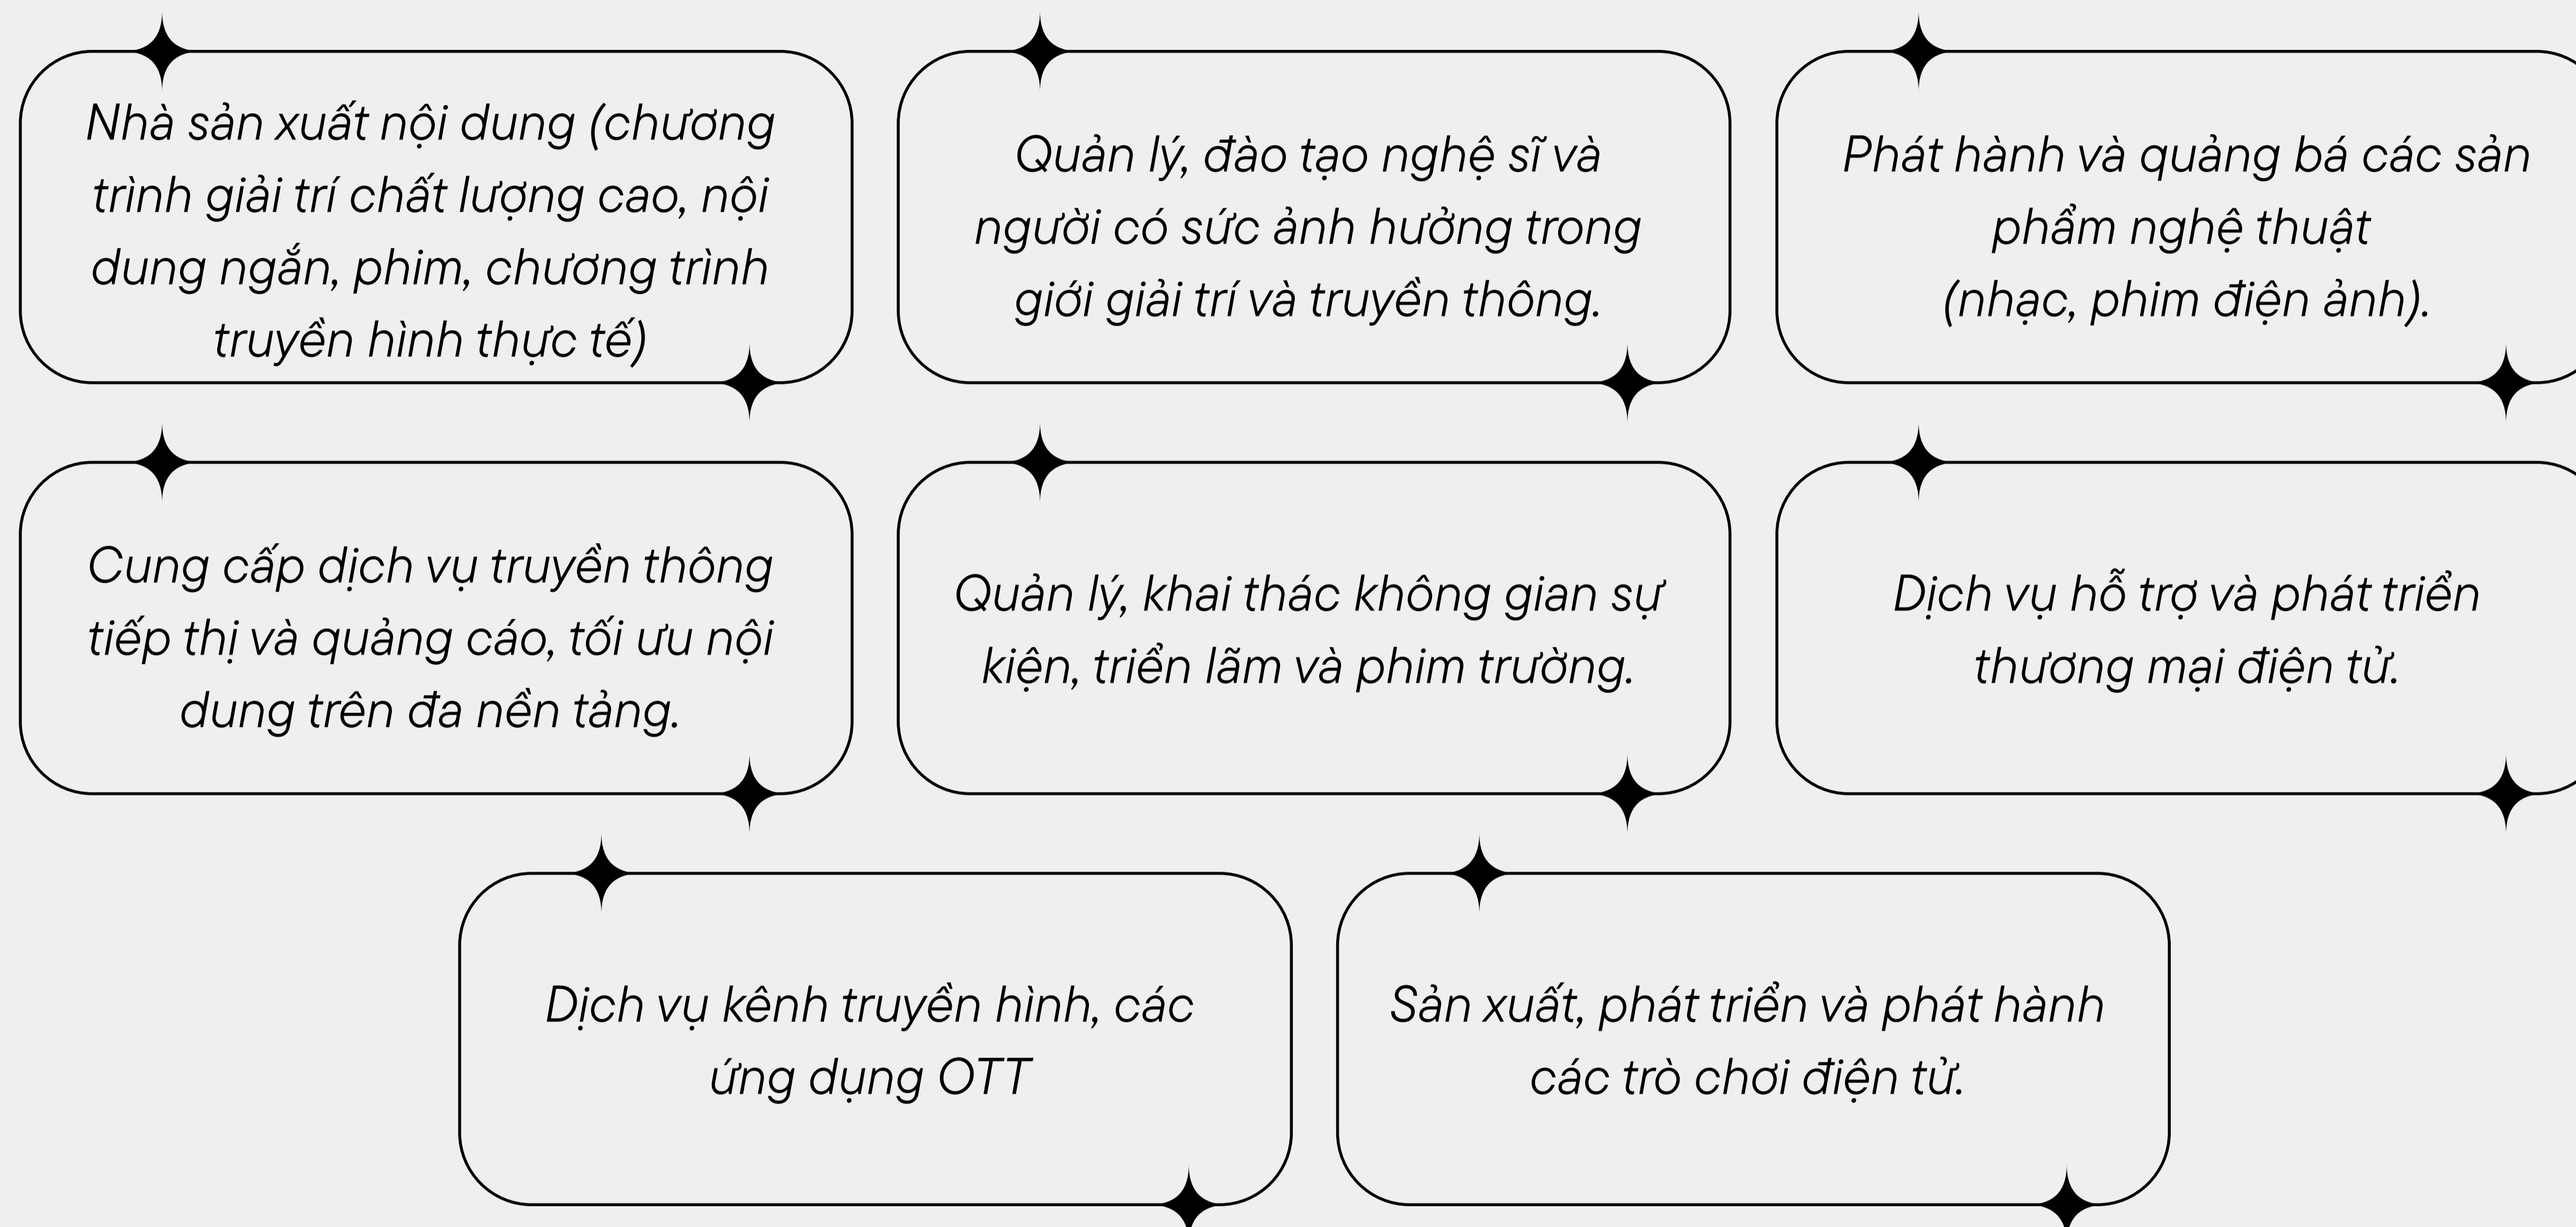 Nhà sản xuất nội dung (chương
trình giải trí chất lượng cao, nội
dung ngắn, phim, chương trình
truyền hình thực tế)
Quản lý, đào tạo nghệ sĩ và
người có sức ảnh hưởng trong
giới giải trí và truyền thông.
Phát hành và quảng bá các sản
phẩm nghệ thuật
(nhạc, phim điện ảnh).
Cung cấp dịch vụ truyền thông
tiếp thị và quảng cáo, tối ưu nội
dung trên đa nền tảng.
Quản lý, khai thác không gian sự
kiện, triển lãm và phim trường.
Dịch vụ hỗ trợ và phát triển
thương mại điện tử.
Dịch vụ kênh truyền hình, các
ứng dụng OTT
Sản xuất, phát triển và phát hành
các trò chơi điện tử.